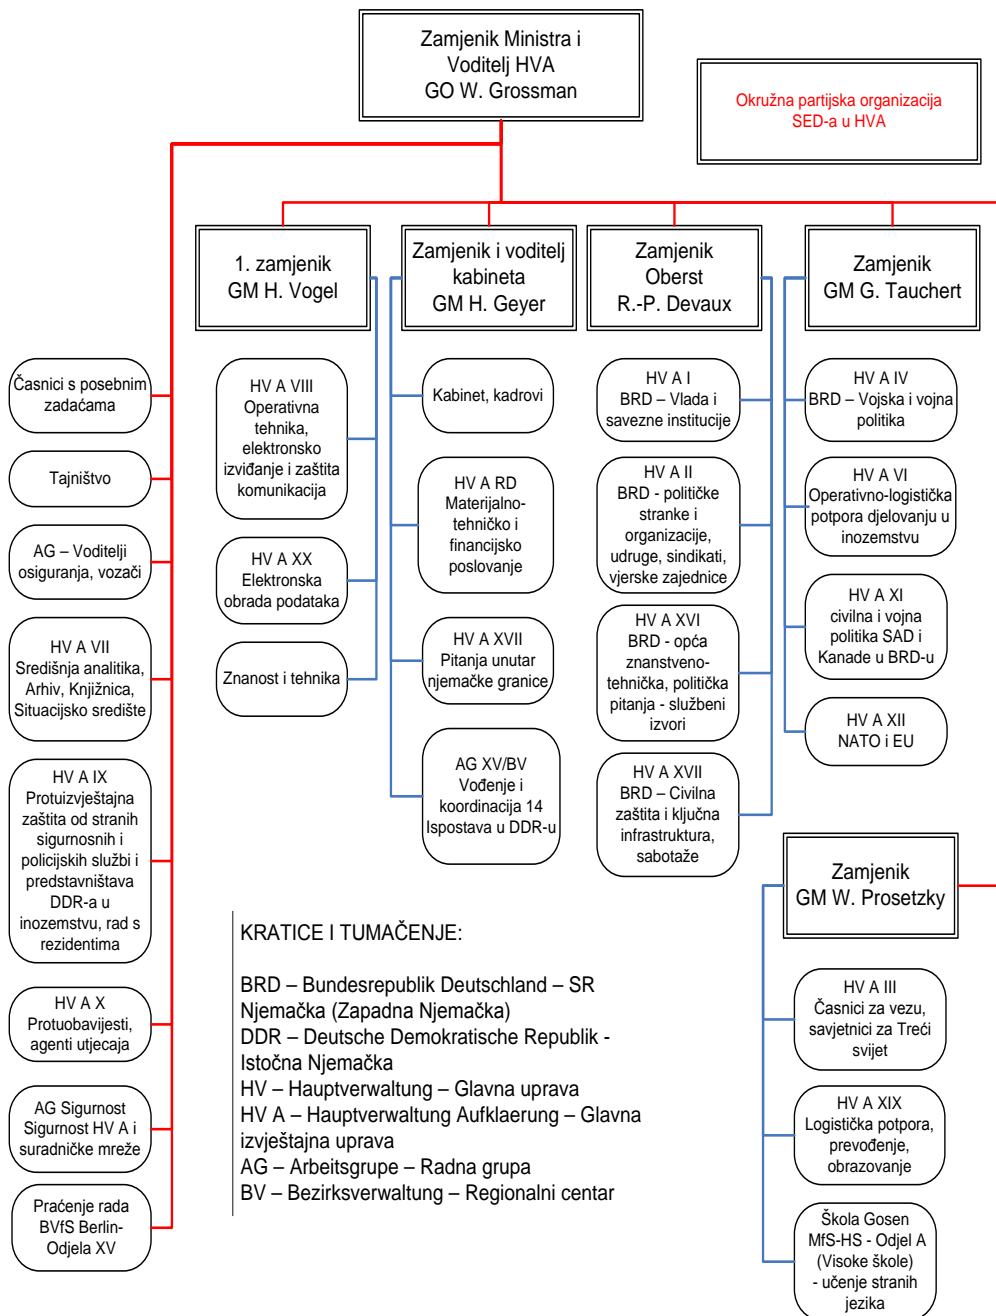 Zamjenik Ministra i
Voditelj HVA
GO W. Grossman
Okružna partijska organizacija
SED-a u HVA
1. zamjenik
GM H. Vogel
Zamjenik i voditelj
kabineta
GM H. Geyer
Zamjenik
Oberst
R.-P. Devaux
Zamjenik
GM G. Tauchert
Časnici s posebnim
zadaćama
Tajništvo
AG – Voditelji
osiguranja, vozači
HV A VII
Središnja analitika,
Arhiv, Knjižnica,
Situacijsko središte
HV A IX
Protuizvještajna
zaštita od stranih
sigurnosnih i
policijskih službi i
predstavništava
DDR-a u
inozemstvu, rad s
rezidentima
HV A X
Protuobavijesti,
agenti utjecaja
AG Sigurnost
Sigurnost HV A i
suradničke mreže
Praćenje rada
BVfS Berlin-
Odjela XV
HV A VIII
Operativna
tehnika,
elektronsko
izviđanje i zaštita
komunikacija
HV A XX
Elektronska
obrada podataka
Znanost i tehnika
Kabinet, kadrovi
HV A RD
Materijalno-
tehničko i
financijsko
poslovanje
HV A XVII
Pitanja unutar
njemačke granice
AG XV/BV
Vođenje i
koordinacija 14
Ispostava u DDR-u
HV A I
BRD – Vlada i
savezne institucije
HV A II
BRD - političke
stranke i
organizacije,
udruge, sindikati,
vjerske zajednice
HV A XVI
BRD - opća
znanstveno-
tehnička, politička
pitanja - službeni
izvori
HV A XVII
BRD – Civilna
zaštita i ključna
infrastruktura,
sabotaže
HV A IV
BRD – Vojska i vojna
politika
HV A VI
Operativno-logistička
potpora djelovanju u
inozemstvu
HV A XI
civilna i vojna
politika SAD i
Kanade u BRD-u
HV A XII
NATO i EU
Zamjenik
GM W. Prosetzky
HV A III
Časnici za vezu,
savjetnici za Treći
svijet
HV A XIX
Logistička potpora,
prevođenje,
obrazovanje
Škola Gosen
MfS-HS - Odjel A
(Visoke škole)
- učenje stranih
jezika
KRATICE I TUMAČENJE:
BRD – Bundesrepublik Deutschland – SR
Njemačka (Zapadna Njemačka)
DDR – Deutsche Demokratische Republik -
Istočna Njemačka
HV – Hauptverwaltung – Glavna uprava
HV A – Hauptverwaltung Aufklaerung – Glavna
izvještajna uprava
AG – Arbeitsgrupe – Radna grupa
BV – Bezirksverwaltung – Regionalni centar